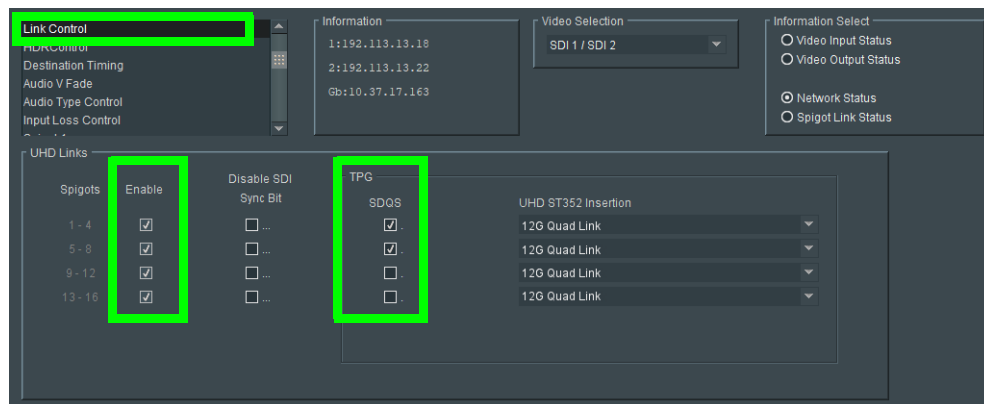 Link Control
HDRControl
Destination Timing
Audio V Fade
Audio Type Control
Input Loss Control
Information
1:192.113.13.18
2:192.113.13.22
Gb:10.37.17.163
Video Selection
SDI 1 / SDI 2
Information Select
Video Input Status
Video Output Status
Network Status
Spigot Link Status
UHD Links
Spigots
Enable
Disable SDI
Sync Bit
TPG
SDQS
UHD ST352 Insertion
1 - 4 ... . 12G Quad Link
5 - 8 ... . 12G Quad Link
9 - 12 ... . 12G Quad Link
13 - 16 ... . 12G Quad Link